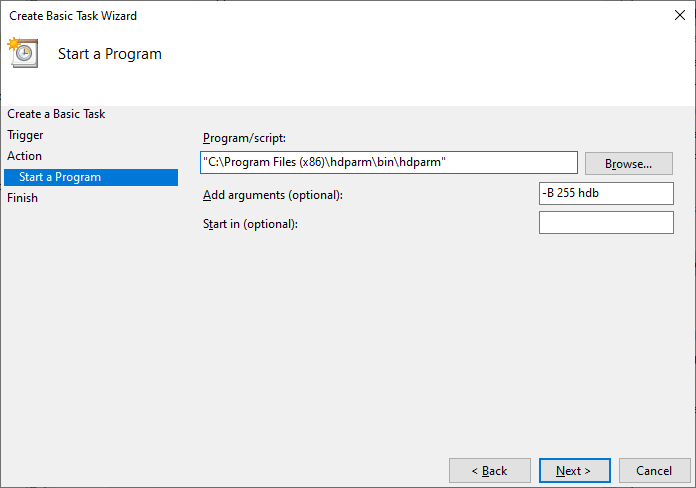 Create Basic Task Wizard
Start a Program
Create a Basic Task
Trigger
Action
Start a Program
Finish
Program/script:
"C:\Program Files (x86)\hdparm\bin\hdparm"
Browse...
Add arguments (optional):
-B 255 hdb
Start in (optional):
< Back
Next >
Cancel